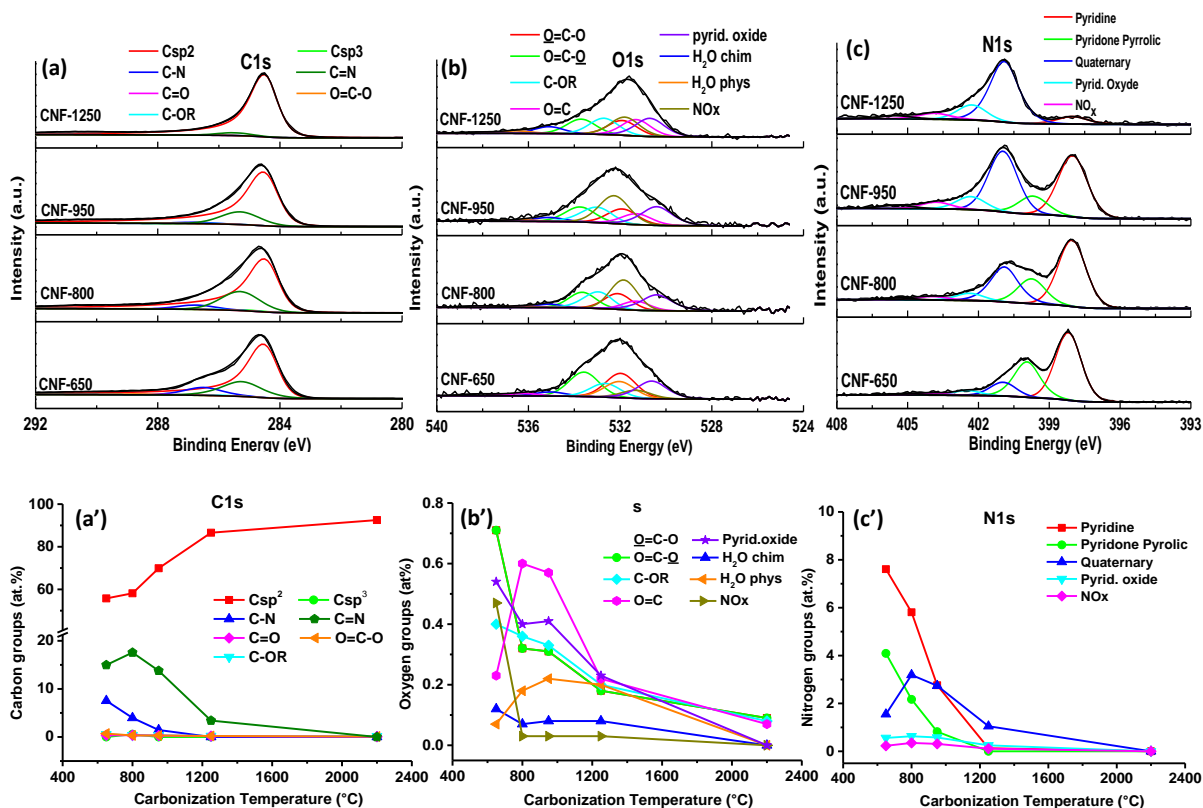 (a)
C1s
Csp2
Csp3
C-N
C=N
C=O
O=C-O
C-OR
CNF-1250
CNF-950
CNF-800
CNF-650
Intensity (a.u.)
292 288 284 280
Binding Energy (eV)
(b)
O1s
O=C-O
pyrid. oxide
O=C-O
H2O chim
C-OR
H2O phys
O=C
NOx
CNF-1250
CNF-950
CNF-800
CNF-650
Intensity (a.u.)
540 536 532 528 524
Binding Energy (eV)
(c)
N1s
Pyridine
Pyridone Pyrrolic
Quaternary
Pyrid. Oxyde
NOx
CNF-1250
CNF-950
CNF-800
CNF-650
Intensity (a.u.)
408 405 402 399 396 393
Binding Energy (eV)
(a')
C1s
100
80
60
20
15
10
5
0
Carbon groups (at.%)
Csp2
Csp3
C-N
C=N
C=O
O=C-O
C-OR
400 800 1200 1600 2000 2400
Carbonization Temperature (°C)
(b')
s
0.8
0.6
0.4
0.2
0.0
Oxygen groups (at%)
O=C-O
Pyrid.oxide
O=C-O
H2O chim
C-OR
H2O phys
O=C
NOx
400 800 1200 1600 2000 2400
Carbonization Temperature (°C)
(c')
N1s
10
8
6
4
2
0
Nitrogen groups (at.%)
Pyridine
Pyridone Pyrolic
Quaternary
Pyrid. oxide
NOx
400 800 1200 1600 2000 2400
Carbonization Temperature (°C)